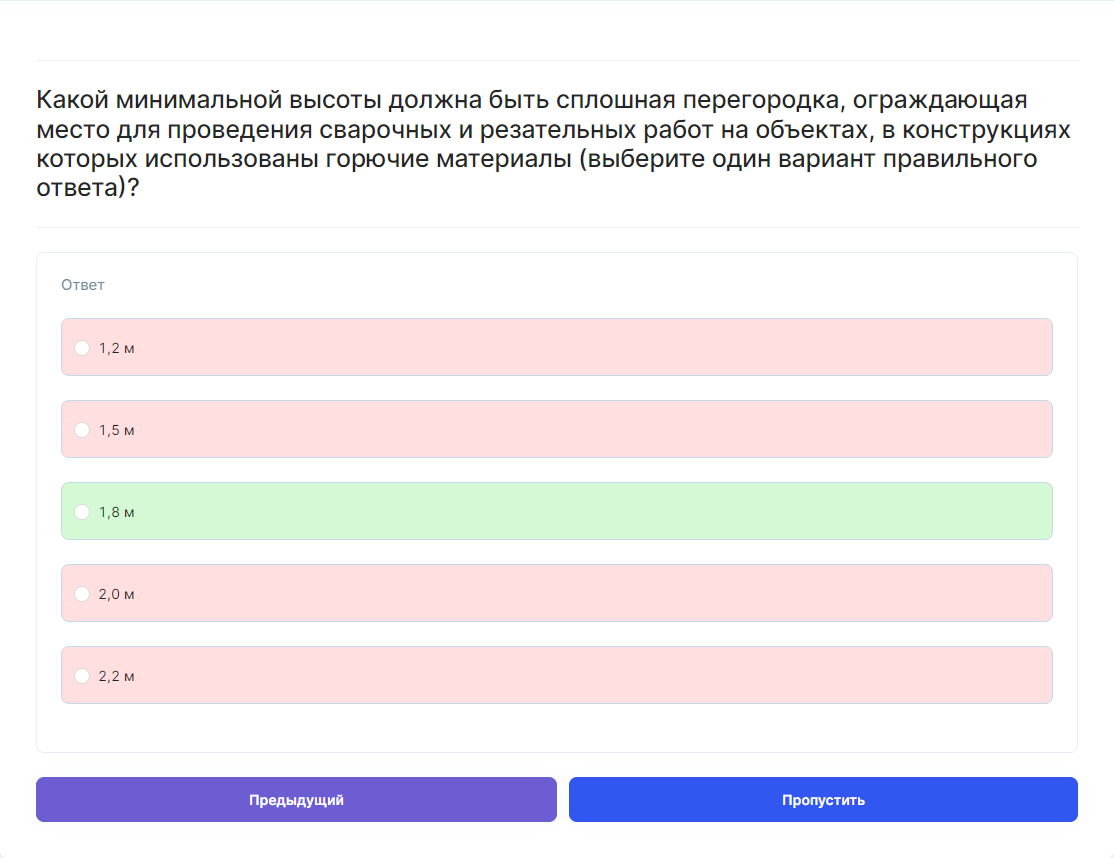 Какой минимальной высоты должна быть сплошная перегородка, ограждающая
место для проведения сварочных и резательных работ на объектах, в конструкциях
которых использованы горючие материалы (выберите один вариант правильного
ответа)?
Ответ
1,2 м
1,5 м
1,8 м
2,0 м
2,2 м
Предыдущий
Пропустить